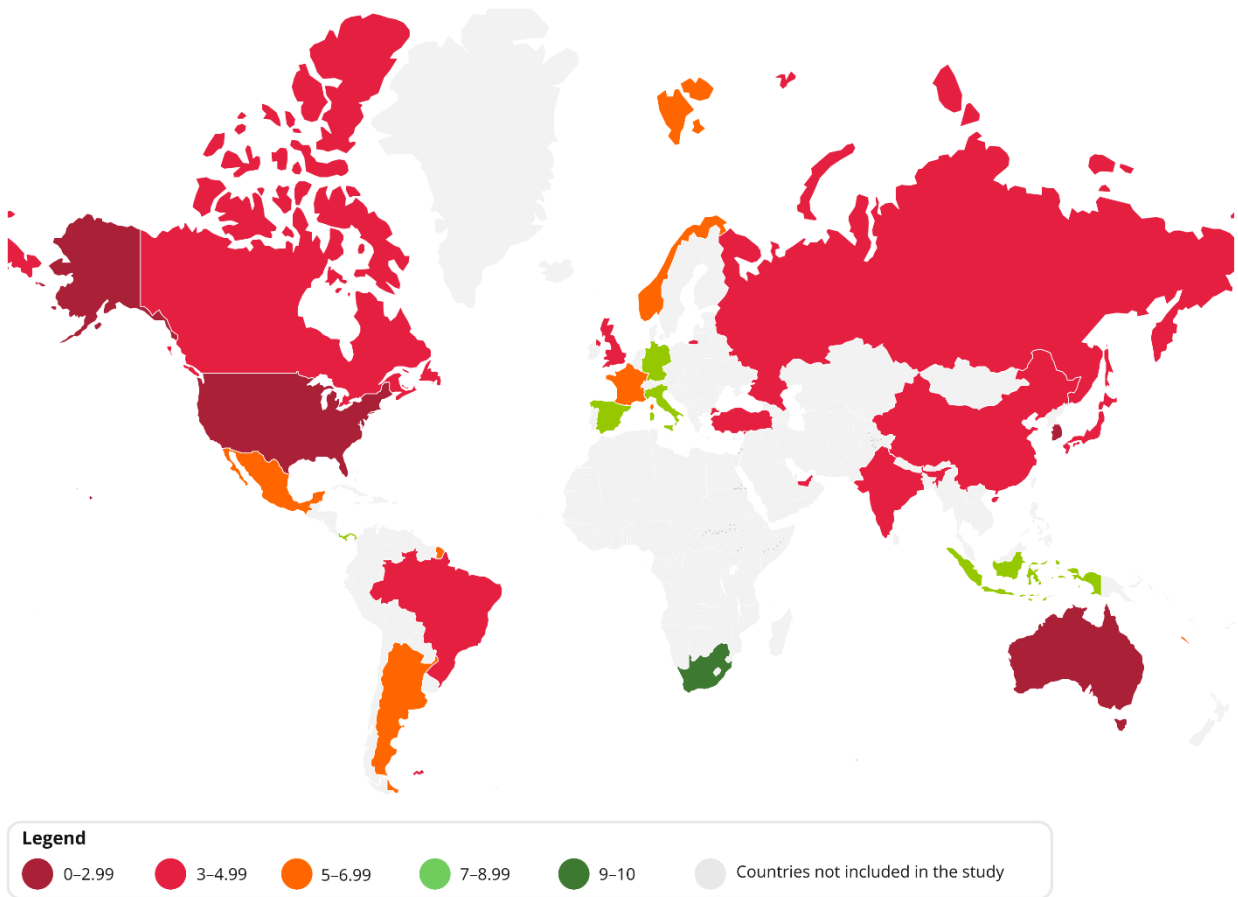 Legend
0–2.99
3–4.99
5–6.99
7–8.99
9–10
Countries not included in the study